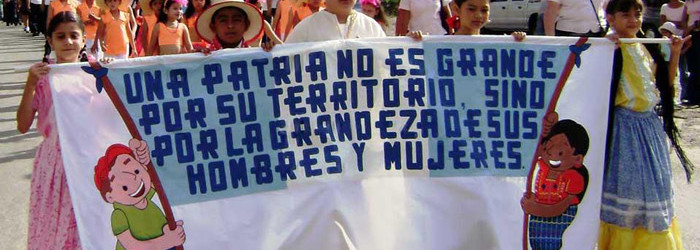 UNA PATRIA NO ES GRANDE
POR SU TERRITORIO, SINO
POR LA GRANDEZA DE SUS
HOMBRES Y MUJERES.